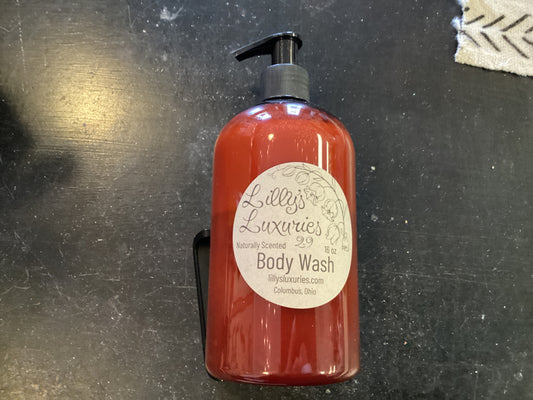 Lilly's
Luxuries
29
Naturally Scented
16 oz
Body Wash
lillysluxuries.com
Columbus, Ohio